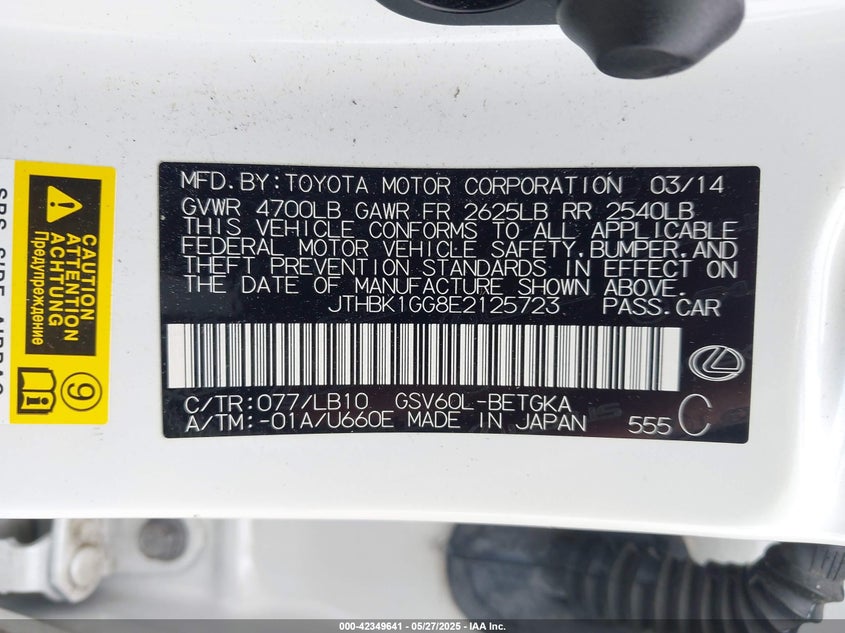 MFD.BY:TOYOTA MOTOR CORPORATION 03/14
GVWR 4700LB GAWR FR 2625LB RR 2540LB
THIS VEHICLE CONFORMS TO ALL APPLICABLE
FEDERAL MOTOR VEHICLE SAFETY,BUMPER,AND
THEFT PREVENTION STANDARDS IN EFFECT ON
THE DATE OF MANUFACTURE SHOWN ABOVE.
JTHBK1GG8E2125723 PASS.CAR
C/TR:077/LB10 GSV60L-BETGKA
A/TM:-01A/U660E MADE IN JAPAN 555 C
CAUTION
ATTENTION
ACHTUNG
Предупреждение
9
SRS SIDE AIRBAG
000-42349641 - 05/27/2025 - IAA Inc.